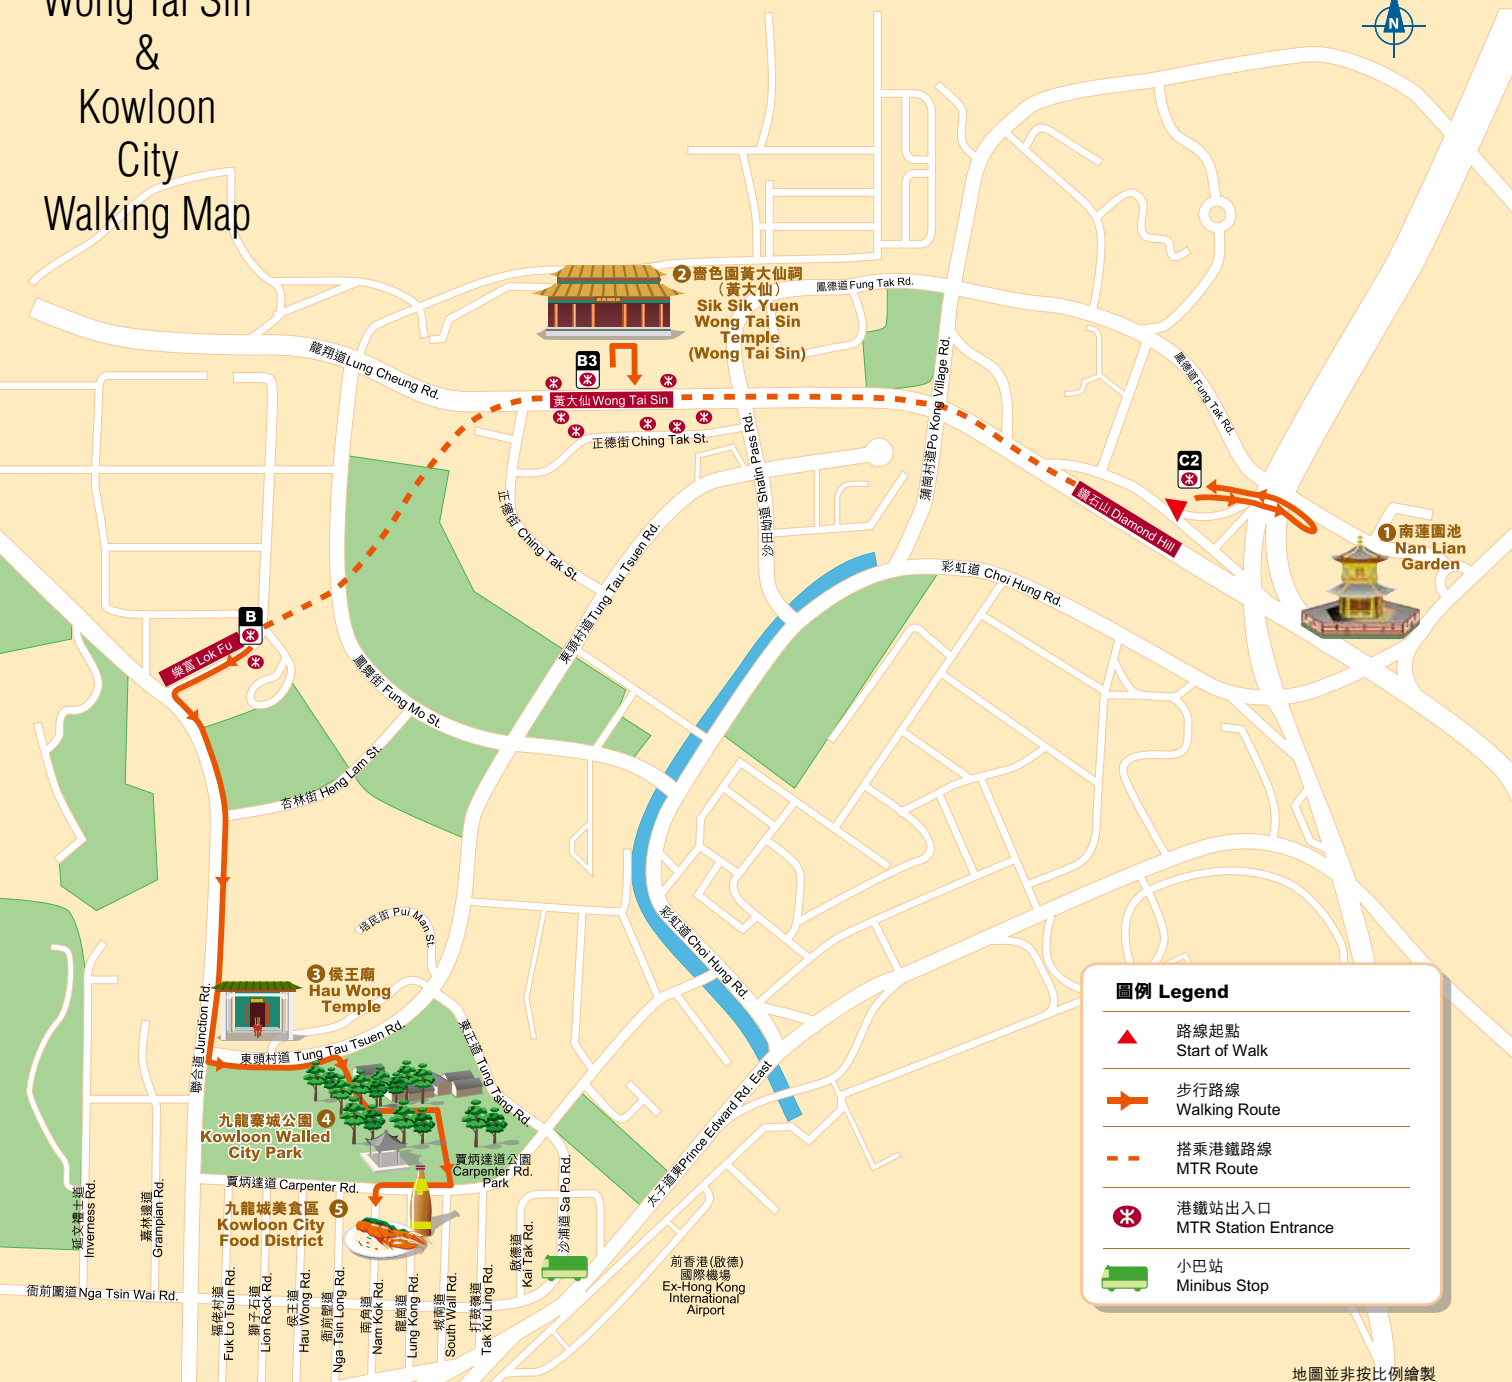 Wong Tai Sin
&
Kowloon
City
Walking Map
N
2 嗇色園黃大仙祠
（黃大仙）
Sik Sik Yuen
Wong Tai Sin
Temple
(Wong Tai Sin)
鳳德道 Fung Tak Rd.
龍翔道 Lung Cheung Rd.
B3
黃大仙 Wong Tai Sin
正德街 Ching Tak St.
沙田坳道 Shatin Pass Rd.
蒲崗村道 Po Kong Village Rd.
鳳德道 Fung Tak Rd.
C2
鑽石山 Diamond Hill
1 南蓮園池
Nan Lian
Garden
正德街 Ching Tak St.
東頭村道 Tung Tau Tsuen Rd.
彩虹道 Choi Hung Rd.
B
樂富 Lok Fu
鳳舞街 Fung Mo St.
杏林街 Heng Lam St.
培民街 Pui Man St.
彩虹道 Choi Hung Rd.
3 侯王廟
Hau Wong
Temple
聯合道 Junction Rd.
東頭村道 Tung Tau Tsuen Rd.
東正道 Tung Tsing Rd.
九龍寨城公園 4
Kowloon Walled
City Park
賈炳達道公園
Carpenter Rd.
Park
賈炳達道 Carpenter Rd.
太子道東 Prince Edward Rd. East
九龍城美食區 5
Kowloon City
Food District
延文禮士道
Inverness Rd.
嘉林邊道
Grampian Rd.
沙浦道 Sa Po Rd.
啟德道
Kai Tak Rd.
前香港(啟德)
國際機場
Ex-Hong Kong
International
Airport
衙前圍道 Nga Tsin Wai Rd.
福佬村道
Fuk Lo Tsun Rd.
獅子石道
Lion Rock Rd.
侯王道
Hau Wong Rd.
衙前塱道
Nga Tsin Long Rd.
南角道
Nam Kok Rd.
龍崗道
Lung Kong Rd.
城南道
South Wall Rd.
打鼓嶺道
Tak Ku Ling Rd.
圖例 Legend
路線起點
Start of Walk
步行路線
Walking Route
搭乘港鐵路線
MTR Route
港鐵站出入口
MTR Station Entrance
小巴站
Minibus Stop
地圖並非按比例繪製